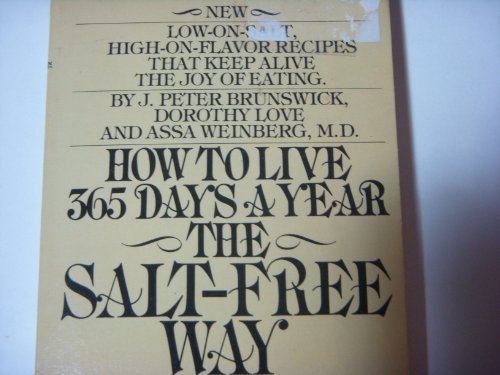 NEW
LOW-ON-SALT,
HIGH-ON-FLAVOR RECIPES
THAT KEEP ALIVE
THE JOY OF EATING.
BY J. PETER BRUNSWICK,
DOROTHY LOVE
AND ASSA WEINBERG, M.D.
HOW TO LIVE
365 DAYS A YEAR
THE
SALT-FREE
WAY